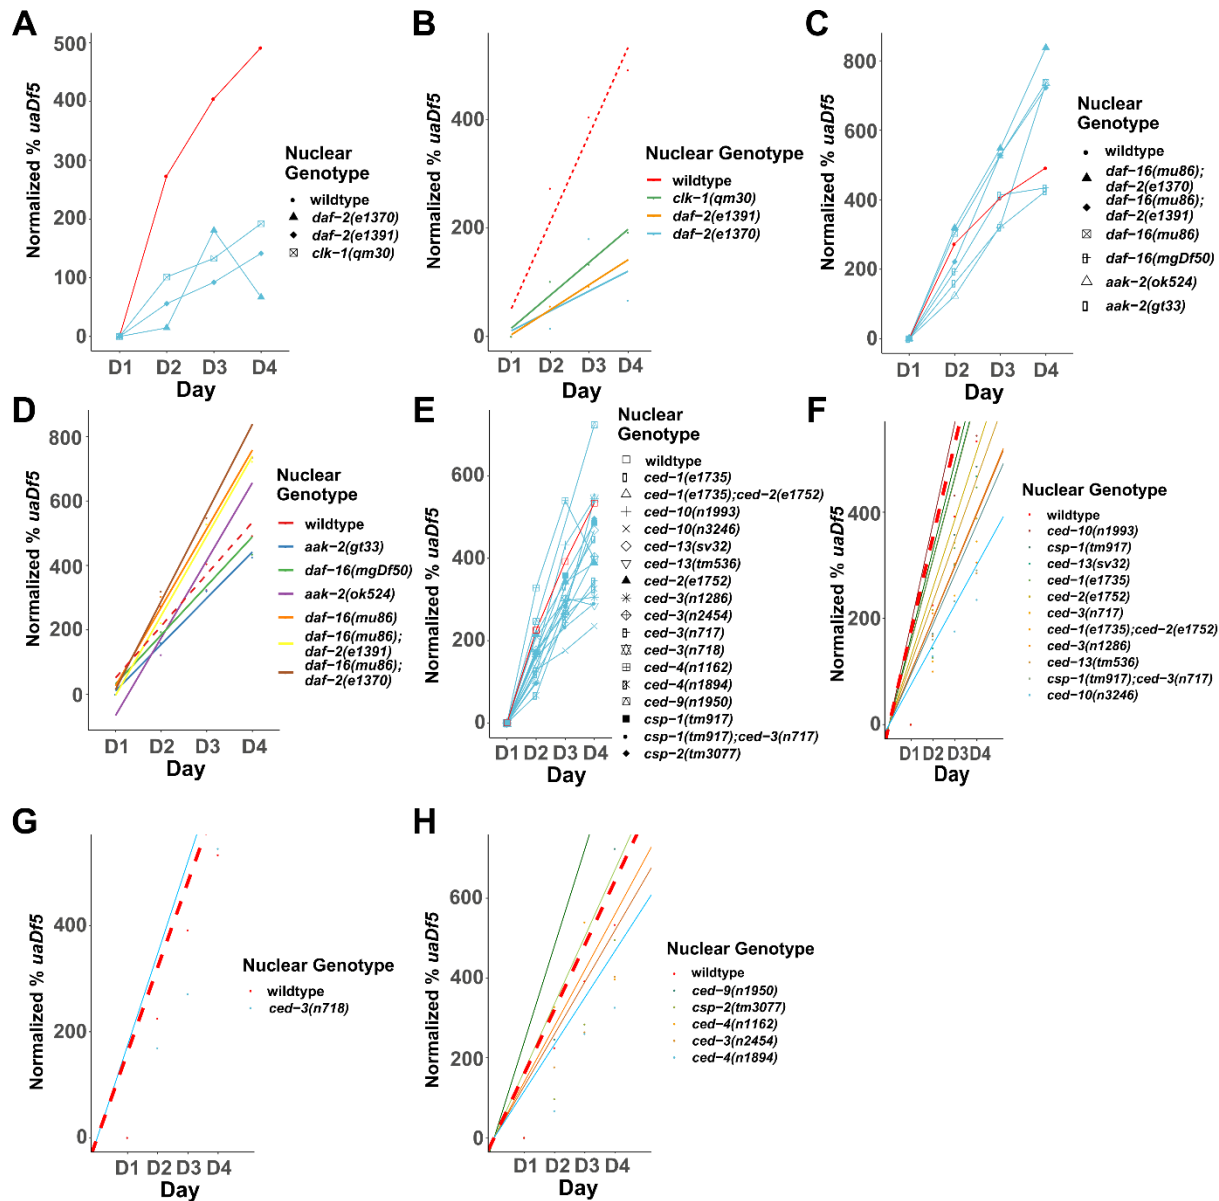 A
Normalized % uaDf5
500
400
300
200
100
0
D1 D2 D3 D4
Day
Nuclear
Genotype
wildtype
daf-2(e1370)
daf-2(e1391)
clk-1(qm30)
B
Normalized % uaDf5
400
200
0
D1 D2 D3 D4
Day
Nuclear Genotype
wildtype
clk-1(qm30)
daf-2(e1391)
daf-2(e1370)
C
Normalized % uaDf5
800
600
400
200
0
D1 D2 D3 D4
Day
Nuclear
Genotype
wildtype
daf-16(mu86);
daf-2(e1370)
daf-16(mu86);
daf-2(e1391)
daf-16(mu86)
daf-16(mgDf50)
aak-2(ok524)
aak-2(gt33)
D
Normalized % uaDf5
800
600
400
200
0
D1 D2 D3 D4
Day
Nuclear
Genotype
wildtype
aak-2(gt33)
daf-16(mgDf50)
aak-2(ok524)
daf-16(mu86)
daf-16(mu86);
daf-2(e1391)
daf-16(mu86);
daf-2(e1370)
E
Normalized % uaDf5
600
400
200
0
D1 D2 D3 D4
Day
Nuclear
Genotype
wildtype
ced-1(e1735)
ced-1(e1735);ced-2(e1752)
ced-10(n1993)
ced-10(n3246)
ced-13(sv32)
ced-13(tm536)
ced-2(e1752)
ced-3(n1286)
ced-3(n2454)
ced-3(n717)
ced-3(n718)
ced-4(n1162)
ced-4(n1894)
ced-9(n1950)
csp-1(tm917)
csp-1(tm917);ced-3(n717)
csp-2(tm3077)
F
Normalized % uaDf5
400
200
0
D1 D2 D3 D4
Day
Nuclear Genotype
wildtype
ced-10(n1993)
csp-1(tm917)
ced-13(sv32)
ced-1(e1735)
ced-2(e1752)
ced-3(n717)
ced-1(e1735);ced-2(e1752)
ced-3(n1286)
ced-13(tm536)
csp-1(tm917);ced-3(n717)
ced-10(n3246)
G
Normalized % uaDf5
400
200
0
D1 D2 D3 D4
Day
Nuclear Genotype
wildtype
ced-3(n718)
H
Normalized % uaDf5
600
400
200
0
D1 D2 D3 D4
Day
Nuclear Genotype
wildtype
ced-9(n1950)
csp-2(tm3077)
ced-4(n1162)
ced-3(n2454)
ced-4(n1894)